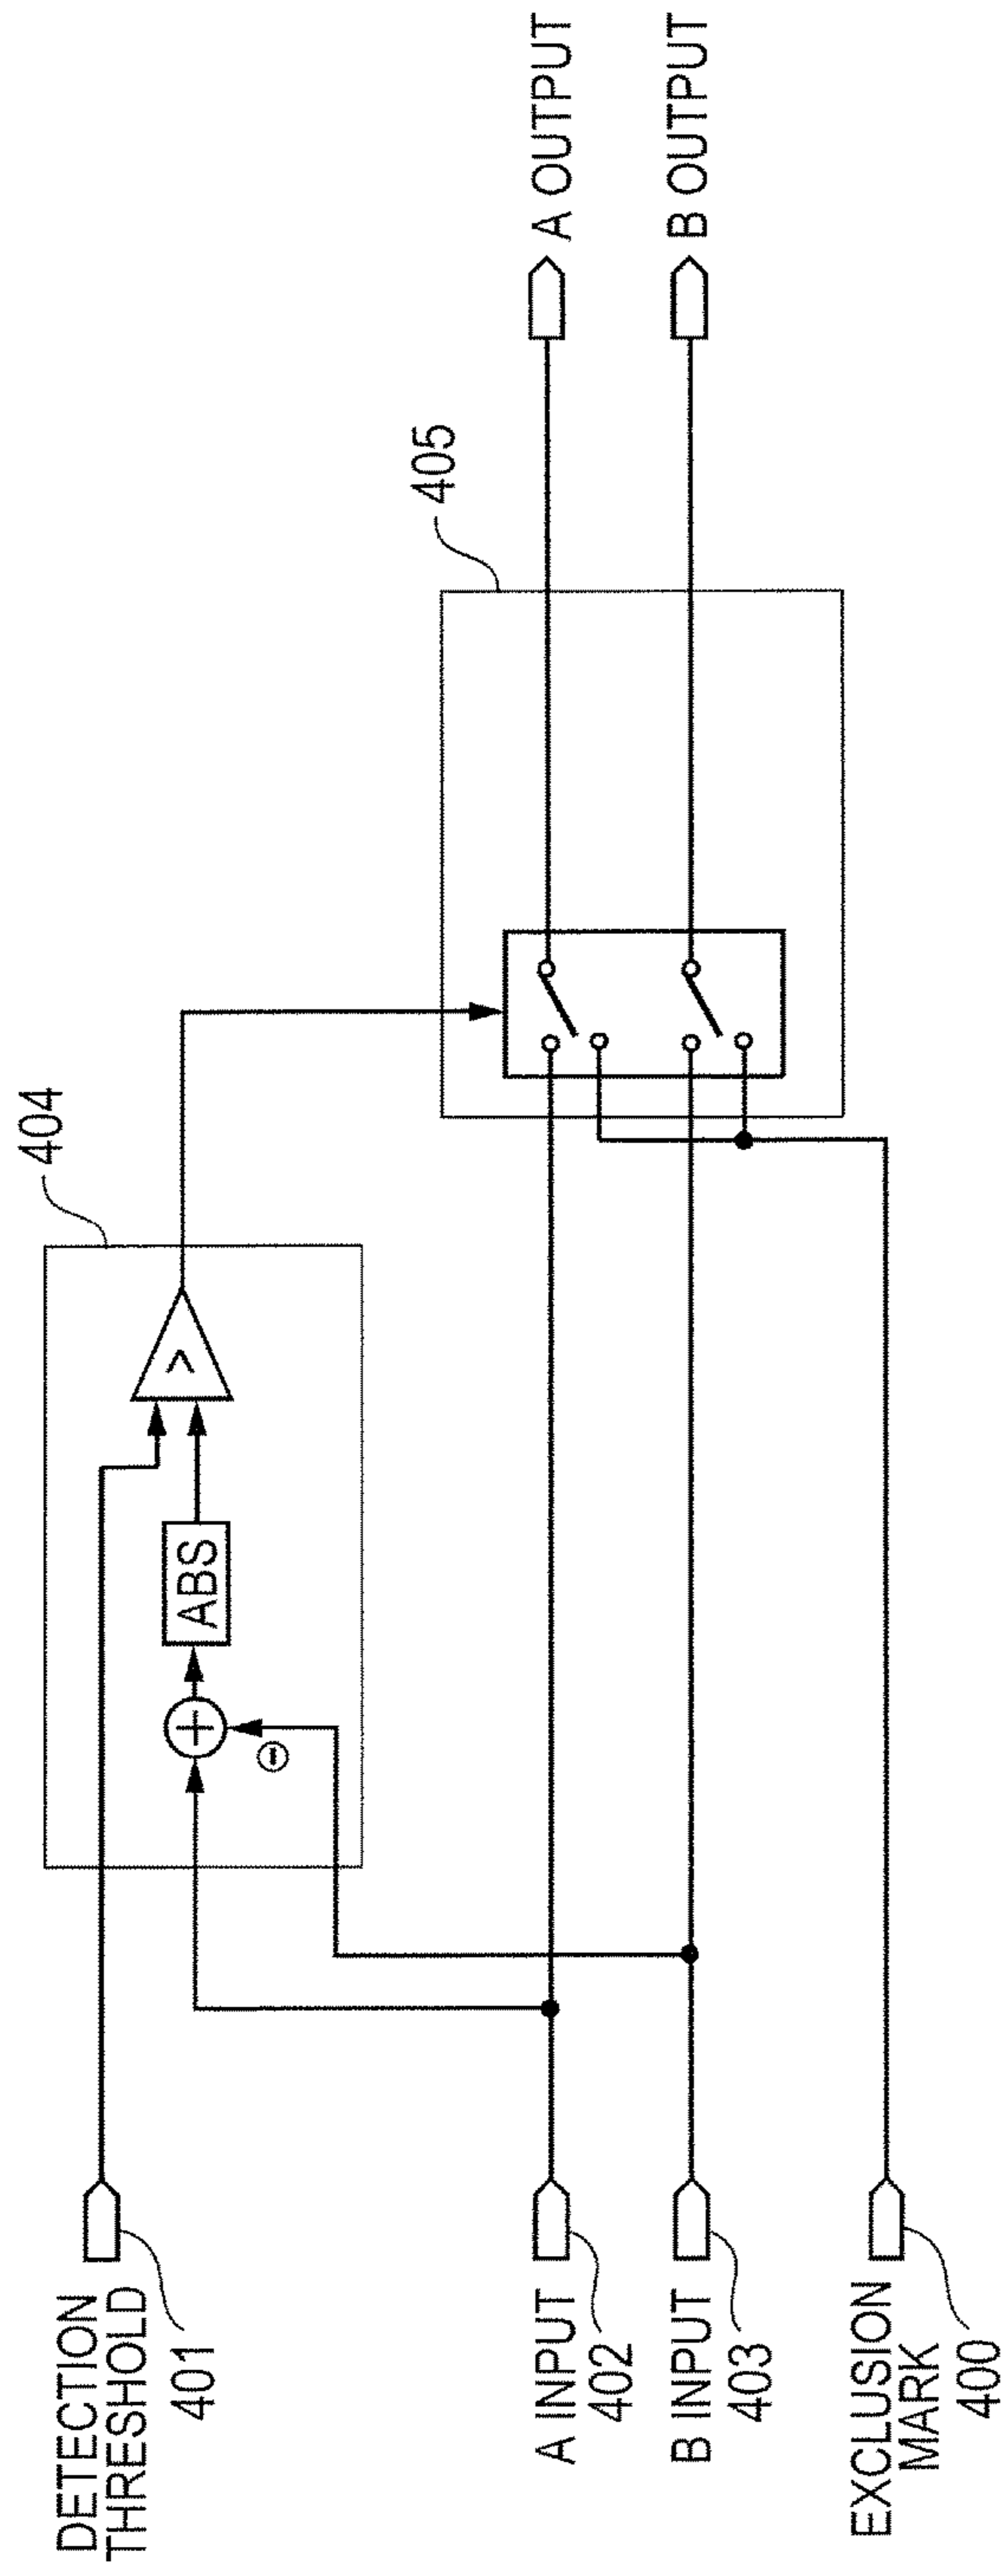 DETECTION
THRESHOLD
401
404
ABS
+
−
>
405
A INPUT
402
A OUTPUT
B INPUT
403
B OUTPUT
EXCLUSION
MARK
400